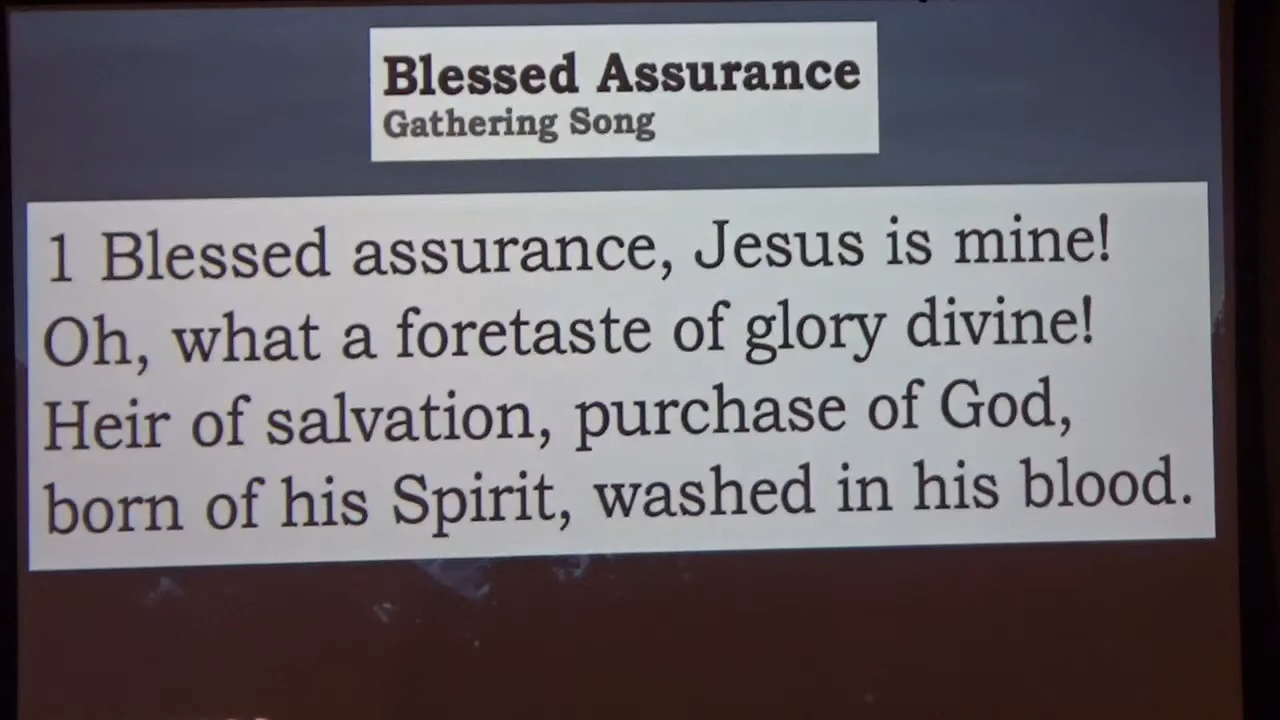 Blessed Assurance
Gathering Song
1 Blessed assurance, Jesus is mine!
Oh, what a foretaste of glory divine!
Heir of salvation, purchase of God,
born of his Spirit, washed in his blood.